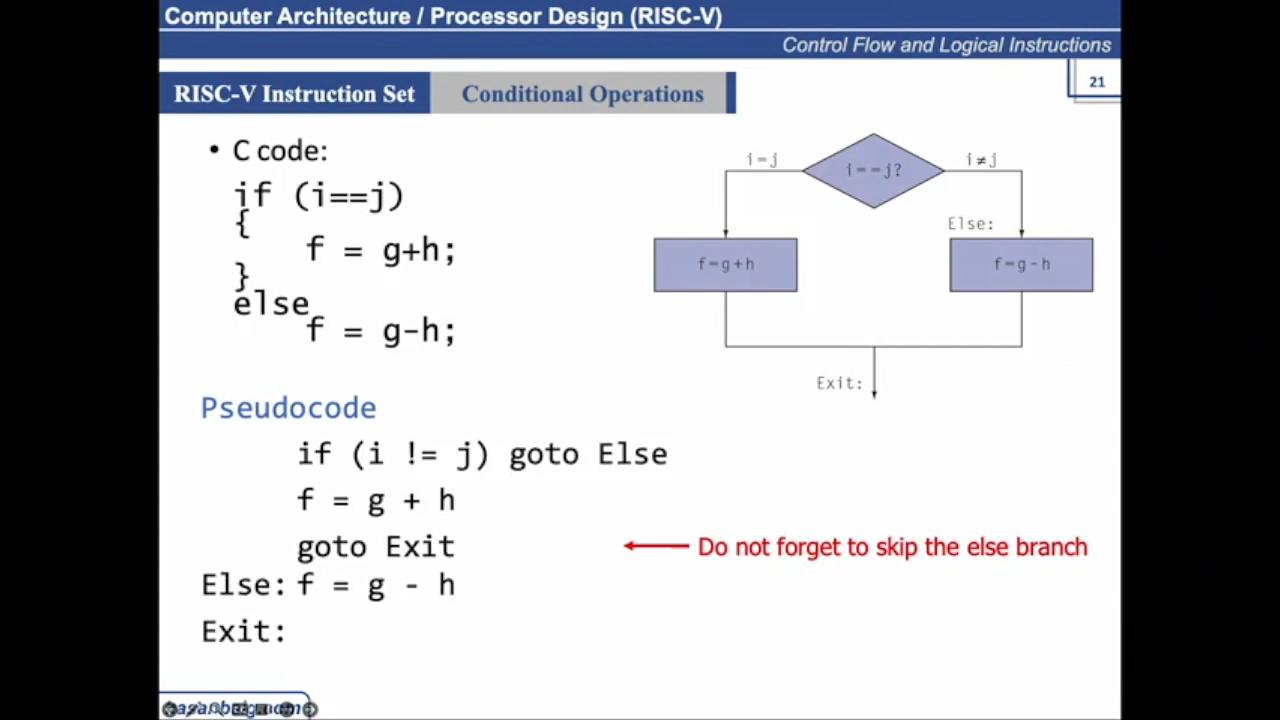 Computer Architecture / Processor Design (RISC-V)
Control Flow and Logical Instructions
RISC-V Instruction Set
Conditional Operations
21
• C code:
if (i==j)
{
f = g+h;
}
else
f = g-h;
i=j
i==j?
i≠j
Else:
f=g+h
f=g-h
Exit:
Pseudocode
if (i != j) goto Else
f = g + h
goto Exit
Do not forget to skip the else branch
Else: f = g - h
Exit: